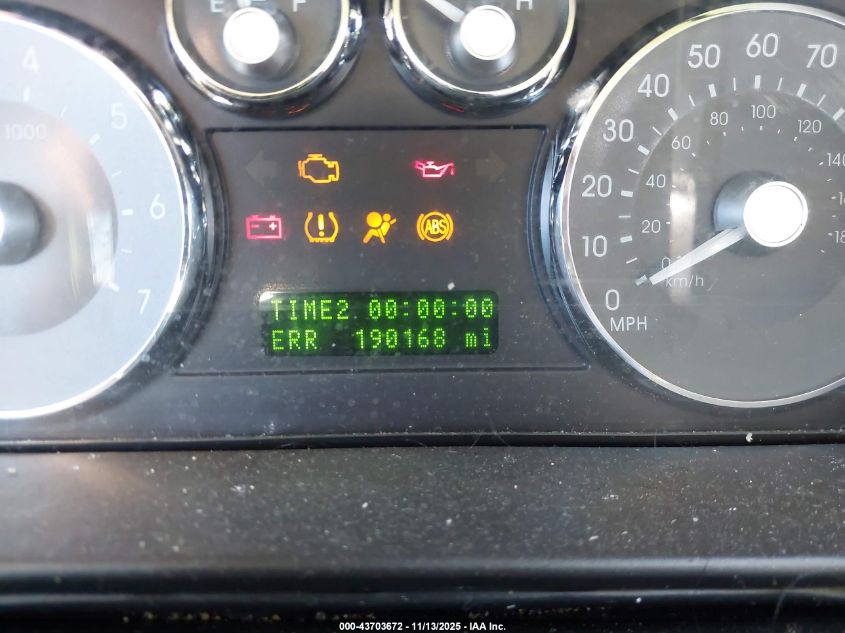 E F H
4
1000
5
6
7
ABS
TIME2 00:00:00
ERR 190168 mi
0 10 20 30 40 50 60 70
MPH
0 20 40 60 80 100 120 140
km/h
000-43703672 - 11/13/2025 - IAA Inc.